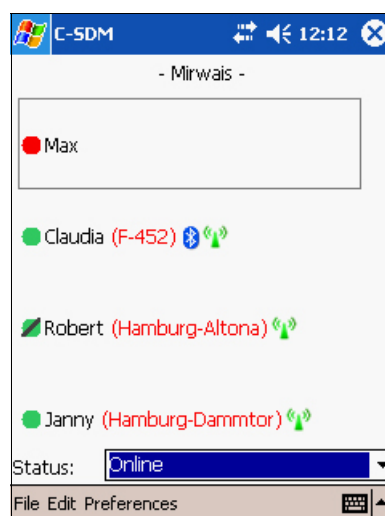 C-SDM 12:12
- Mirwais -
Max
Claudia (F-452)
Robert (Hamburg-Altona)
Janny (Hamburg-Dammtor)
Status: Online
File Edit Preferences